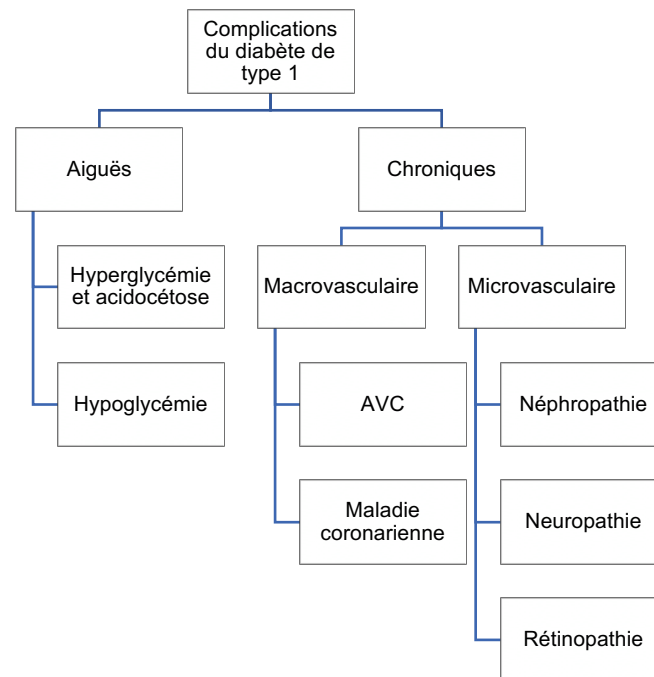 Complications
du diabète de
type 1
Aiguës
Chroniques
Hyperglycémie
et acidocétose
Macrovasculaire
Microvasculaire
Hypoglycémie
AVC
Néphropathie
Maladie
coronarienne
Neuropathie
Rétinopathie